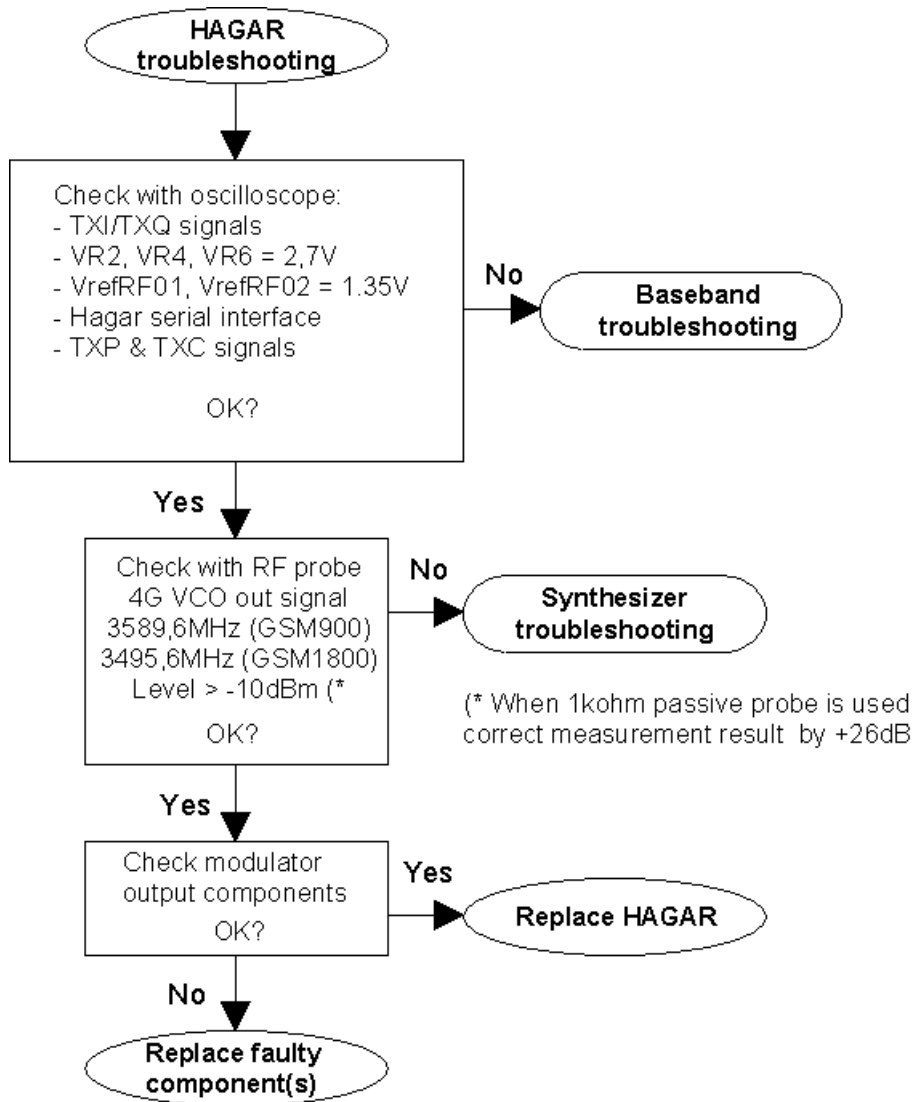 HAGAR
troubleshooting
Check with oscilloscope:
- TXI/TXQ signals
- VR2, VR4, VR6 = 2,7V
- VrefRF01, VrefRF02 = 1.35V
- Hagar serial interface
- TXP & TXC signals
OK?
No
Baseband
troubleshooting
Yes
Check with RF probe
4G VCO out signal
3589,6MHz (GSM900)
3495,6MHz (GSM1800)
Level > -10dBm (*
OK?
No
Synthesizer
troubleshooting
(* When 1kohm passive probe is used
correct measurement result by +26dB
Yes
Check modulator
output components
OK?
Yes
Replace HAGAR
No
Replace faulty
component(s)